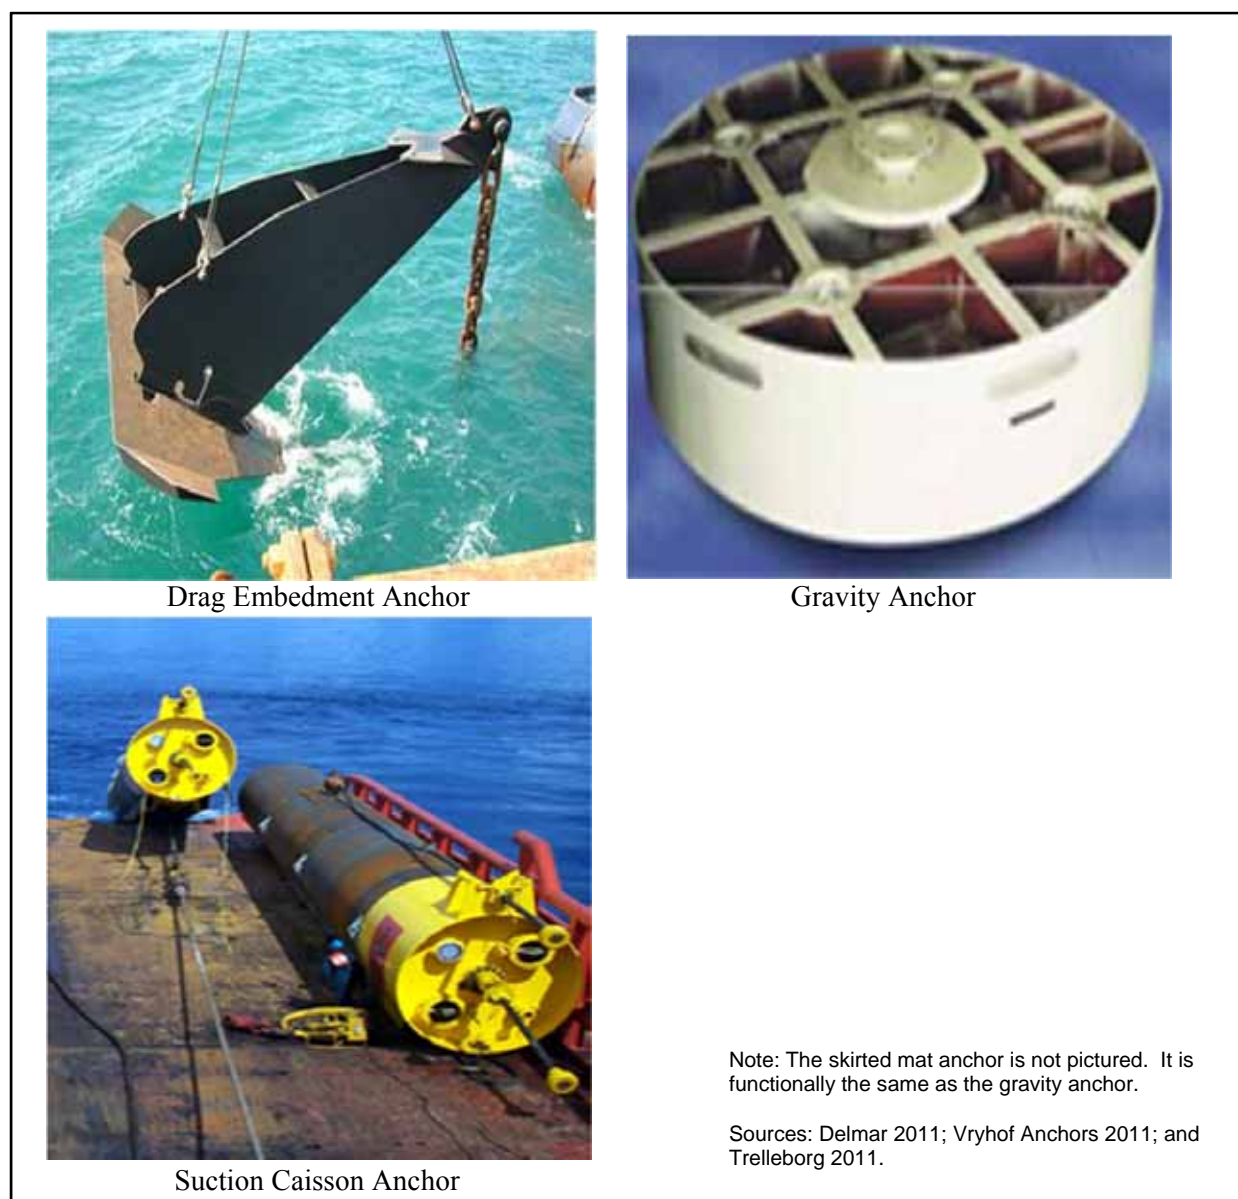 Drag Embedment Anchor
Gravity Anchor
Suction Caisson Anchor
Note: The skirted mat anchor is not pictured.  It is
functionally the same as the gravity anchor.
Sources: Delmar 2011; Vryhof Anchors 2011; and
Trelleborg 2011.